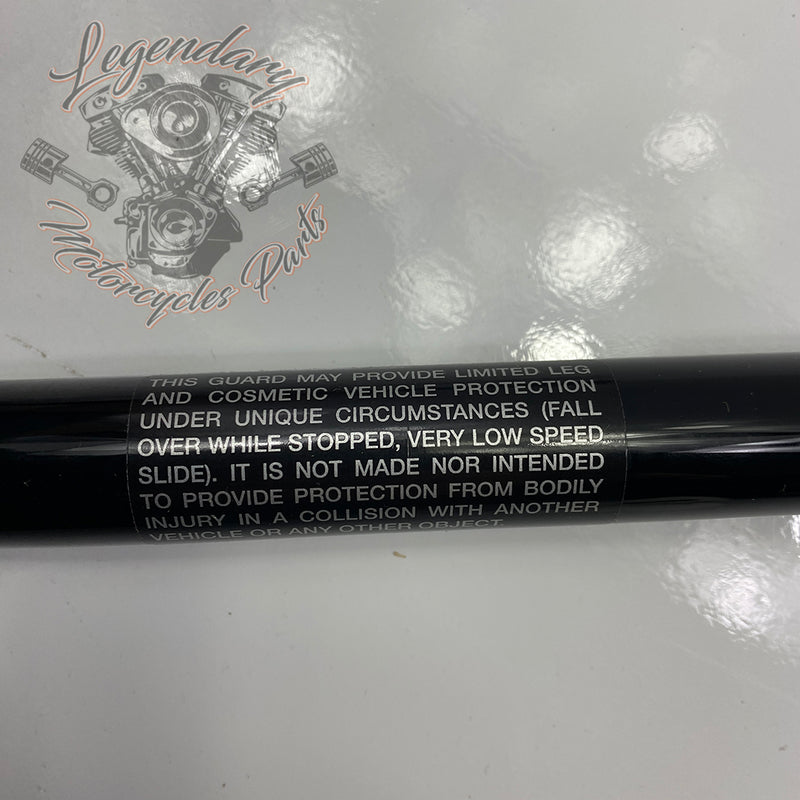 Legendary
Motorcycles Parts
THIS GUARD MAY PROVIDE LIMITED LEG
AND COSMETIC VEHICLE PROTECTION
UNDER UNIQUE CIRCUMSTANCES (FALL
OVER WHILE STOPPED, VERY LOW SPEED
SLIDE). IT IS NOT MADE NOR INTENDED
TO PROVIDE PROTECTION FROM BODILY
INJURY IN A COLLISION WITH ANOTHER
VEHICLE OR ANY OTHER OBJECT.